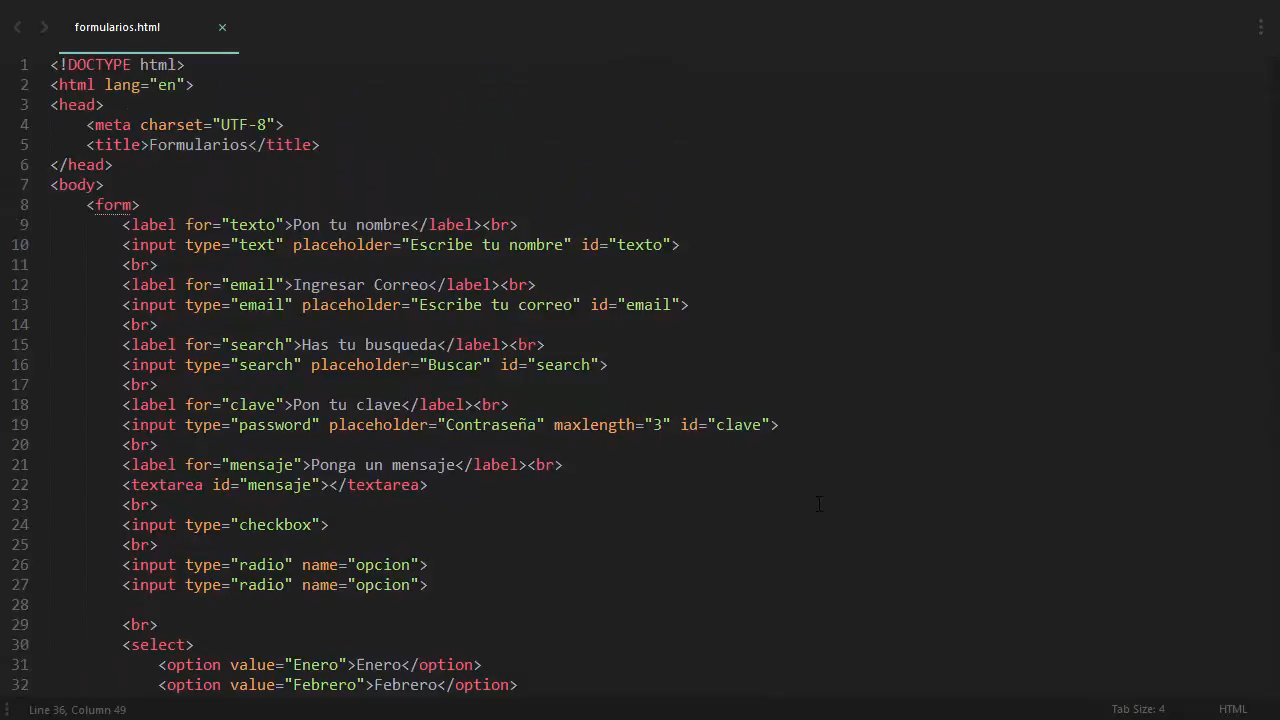 formularios.html ×
1 <!DOCTYPE html>
2 <html lang="en">
3 <head>
4 <meta charset="UTF-8">
5 <title>Formularios</title>
6 </head>
7 <body>
8 <form>
9 <label for="texto">Pon tu nombre</label><br>
10 <input type="text" placeholder="Escribe tu nombre" id="texto">
11 <br>
12 <label for="email">Ingresar Correo</label><br>
13 <input type="email" placeholder="Escribe tu correo" id="email">
14 <br>
15 <label for="search">Has tu busqueda</label><br>
16 <input type="search" placeholder="Buscar" id="search">
17 <br>
18 <label for="clave">Pon tu clave</label><br>
19 <input type="password" placeholder="Contraseña" maxlength="3" id="clave">
20 <br>
21 <label for="mensaje">Ponga un mensaje</label><br>
22 <textarea id="mensaje"></textarea>
23 <br>
24 <input type="checkbox">
25 <br>
26 <input type="radio" name="opcion">
27 <input type="radio" name="opcion">
28
29 <br>
30 <select>
31 <option value="Enero">Enero</option>
32 <option value="Febrero">Febrero</option>
Line 36, Column 49 Tab Size: 4 HTML